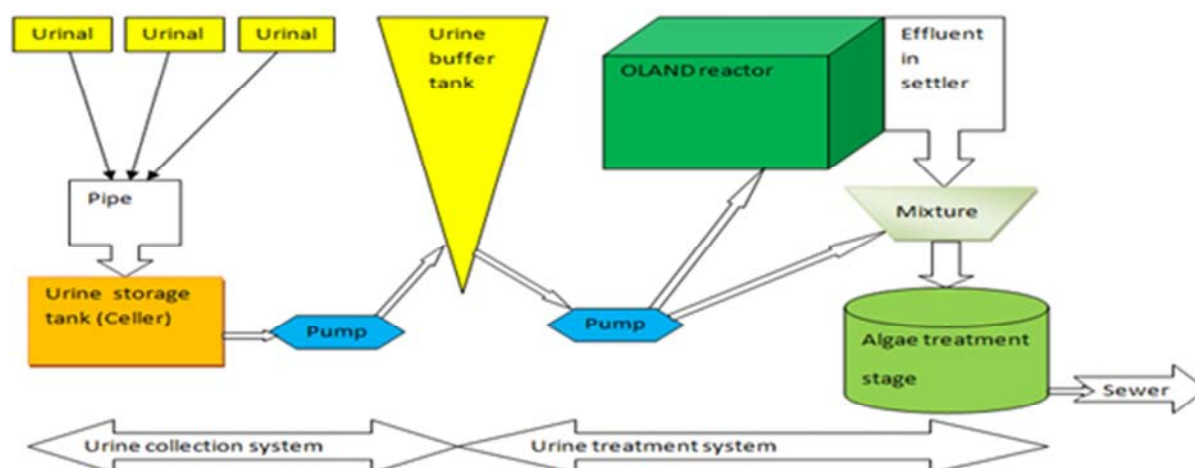 Urinal
Urinal
Urinal
Pipe
Urine storage
tank (Celler)
Pump
Urine
buffer
tank
Pump
OLAND reactor
Effluent
in
settler
Mixture
Algae treatment
stage
Sewer
Urine collection system
Urine treatment system